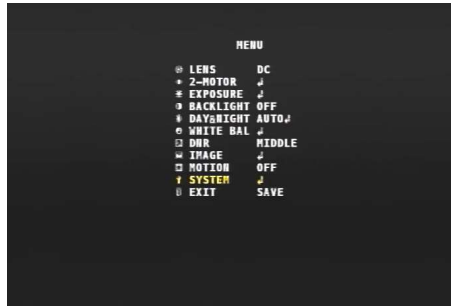 MENU
LENS DC
Z-MOTOR ↲
EXPOSURE ↲
BACKLIGHT OFF
DAY&NIGHT AUTO↲
WHITE BAL ↲
DNR MIDDLE
IMAGE ↲
MOTION OFF
SYSTEM ↲
EXIT SAVE